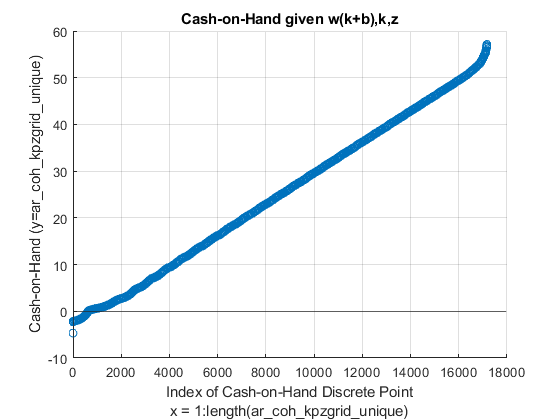 Cash-on-Hand given w(k+b),k,z
60
50
40
30
20
10
0
-10
Cash-on-Hand (y=ar_coh_kpzgrid_unique)
0 2000 4000 6000 8000 10000 12000 14000 16000 18000
Index of Cash-on-Hand Discrete Point
x = 1:length(ar_coh_kpzgrid_unique)